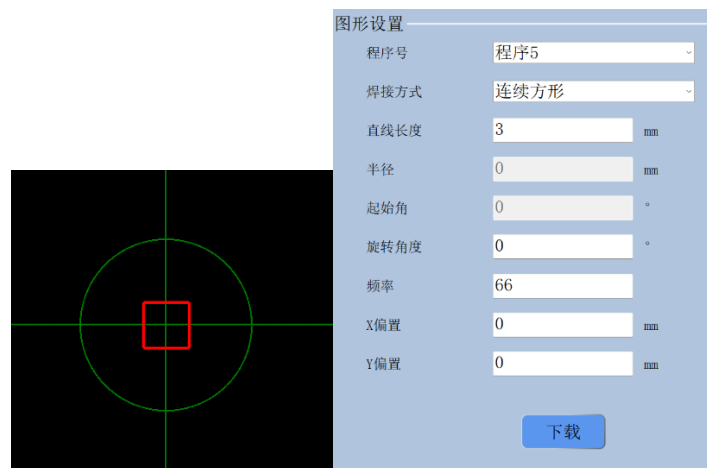 图形设置
程序号 程序5
焊接方式 连续方形
直线长度 3 mm
半径 0 mm
起始角 0 °
旋转角度 0 °
频率 66
X偏置 0 mm
Y偏置 0 mm
下载